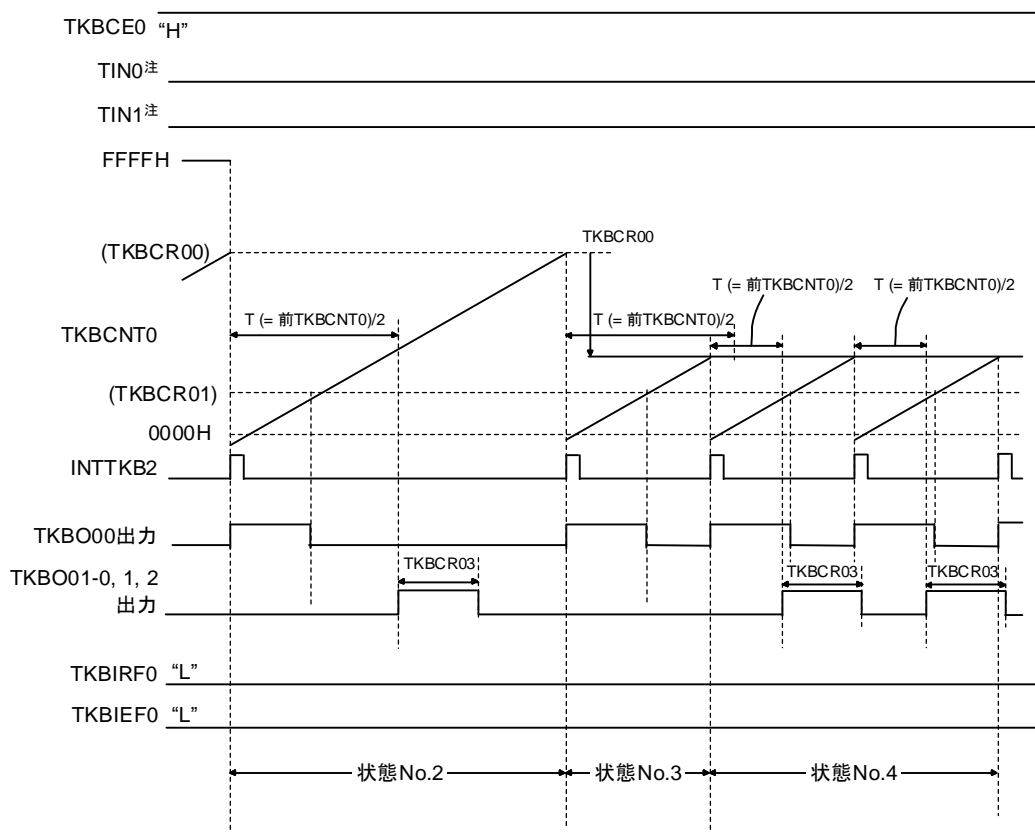 TKBCE0 “H”
TIN0注
TIN1注
FFFFH
(TKBCR00)
TKBCR00
T (= 前TKBCNT0)/2
T (= 前TKBCNT0)/2
T (= 前TKBCNT0)/2
T (= 前TKBCNT0)/2
TKBCNT0
(TKBCR01)
0000H
INTTKB2
TKBO00出力
TKBO01-0, 1, 2
出力
TKBCR03
TKBCR03
TKBCR03
TKBIRF0 “L”
TKBIEF0 “L”
状態No.2
状態No.3
状態No.4